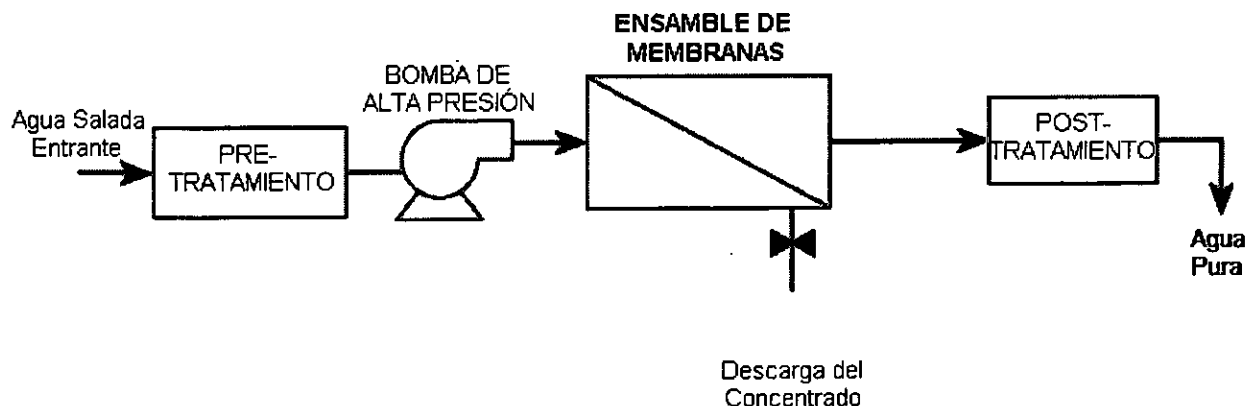 Agua Salada
Entrante
PRE-
TRATAMIENTO
BOMBA DE
ALTA PRESIÓN
ENSAMBLE DE
MEMBRANAS
POST-
TRATAMIENTO
Agua
Pura
Descarga del
Concentrado